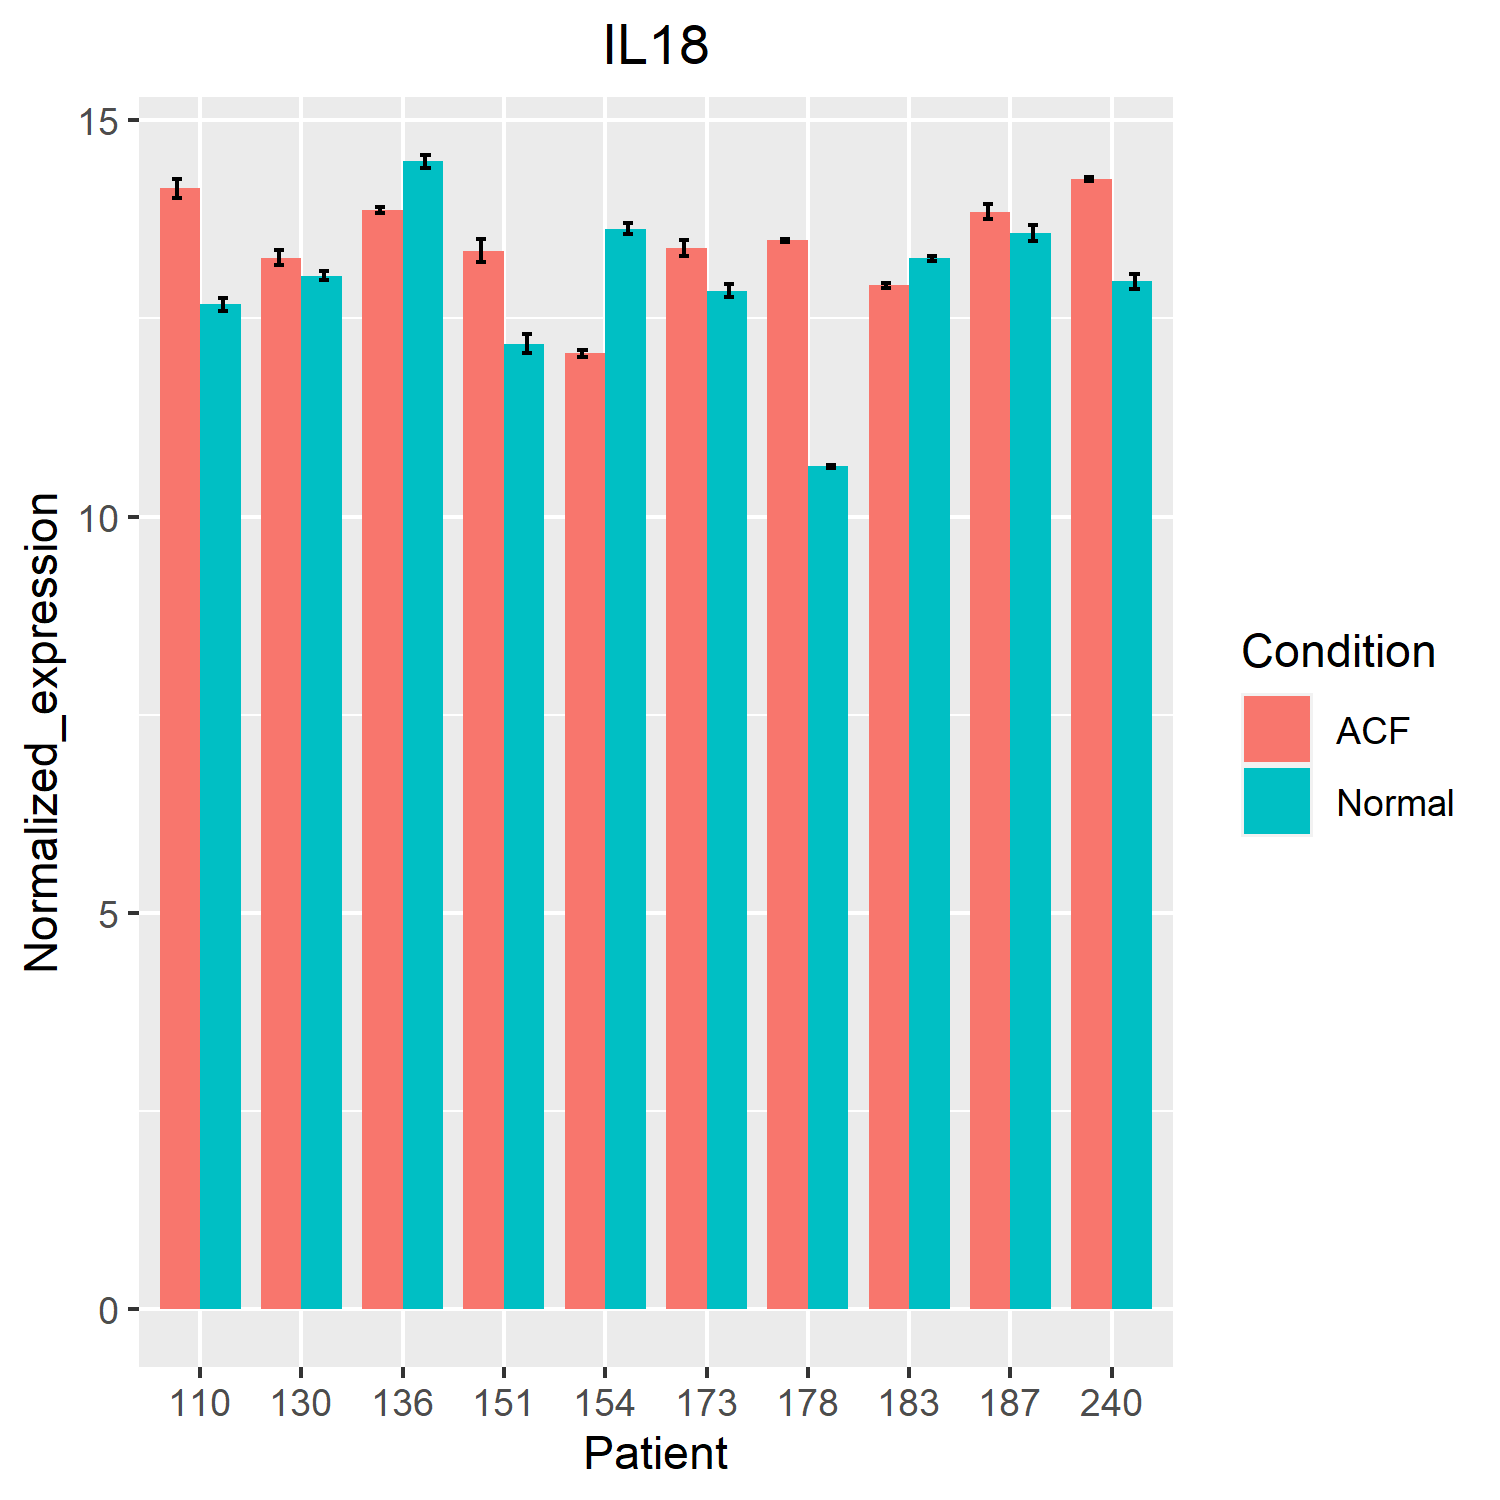 IL18
15
10
5
0
Normalized_expression
110 130 136 151 154 173 178 183 187 240
Patient
Condition
ACF
Normal